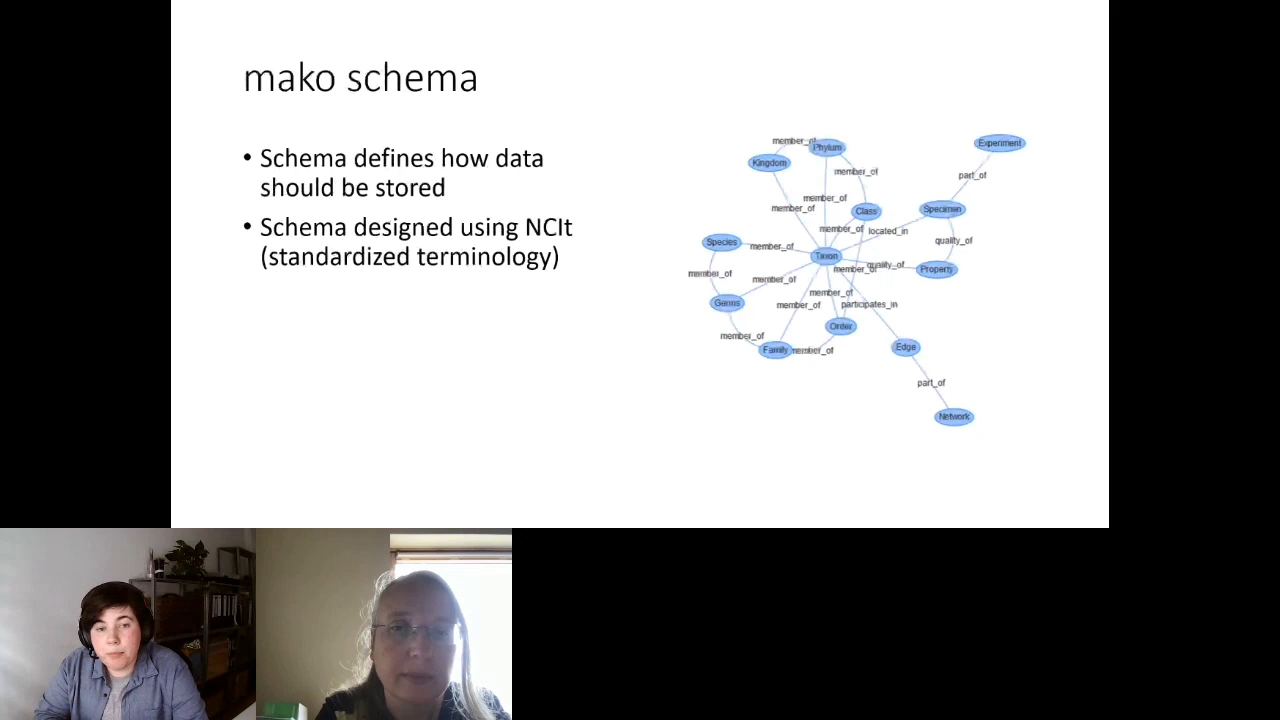 mako schema
• Schema defines how data
should be stored
• Schema designed using NCIt
(standardized terminology)
member_of
Phylum
Experiment
Kingdom
member_of
part_of
member_of
member_of
Class
Specimen
member_of
located_in
Species
member_of
quality_of
Taxon
quality_of
member_of
Property
member_of
member_of
member_of
Genus
member_of
participates_in
Order
member_of
Edge
Family
member_of
part_of
Network